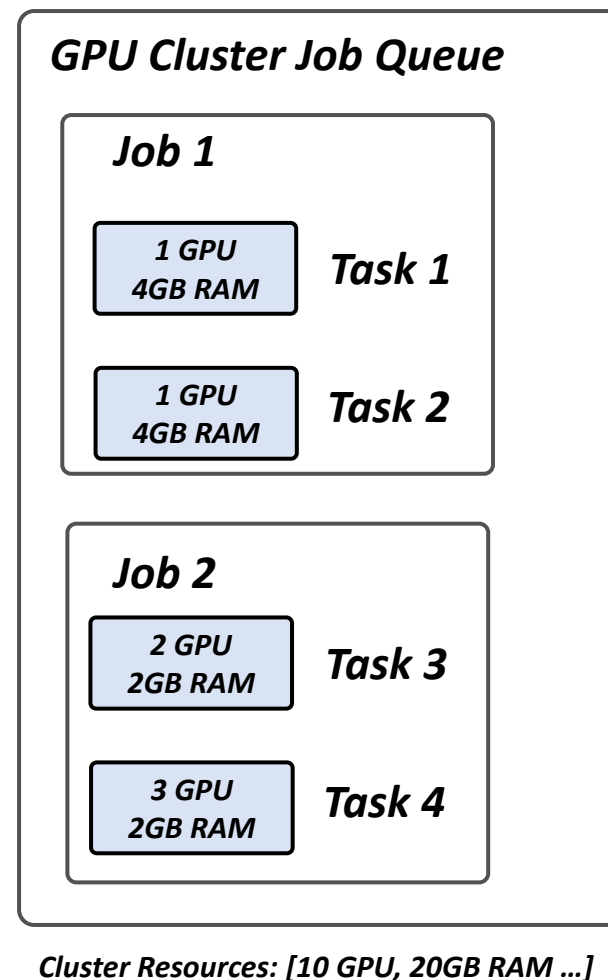 GPU Cluster Job Queue
Job 1
1 GPU
4GB RAM
Task 1
1 GPU
4GB RAM
Task 2
Job 2
2 GPU
2GB RAM
Task 3
3 GPU
2GB RAM
Task 4
Cluster Resources: [10 GPU, 20GB RAM ...]